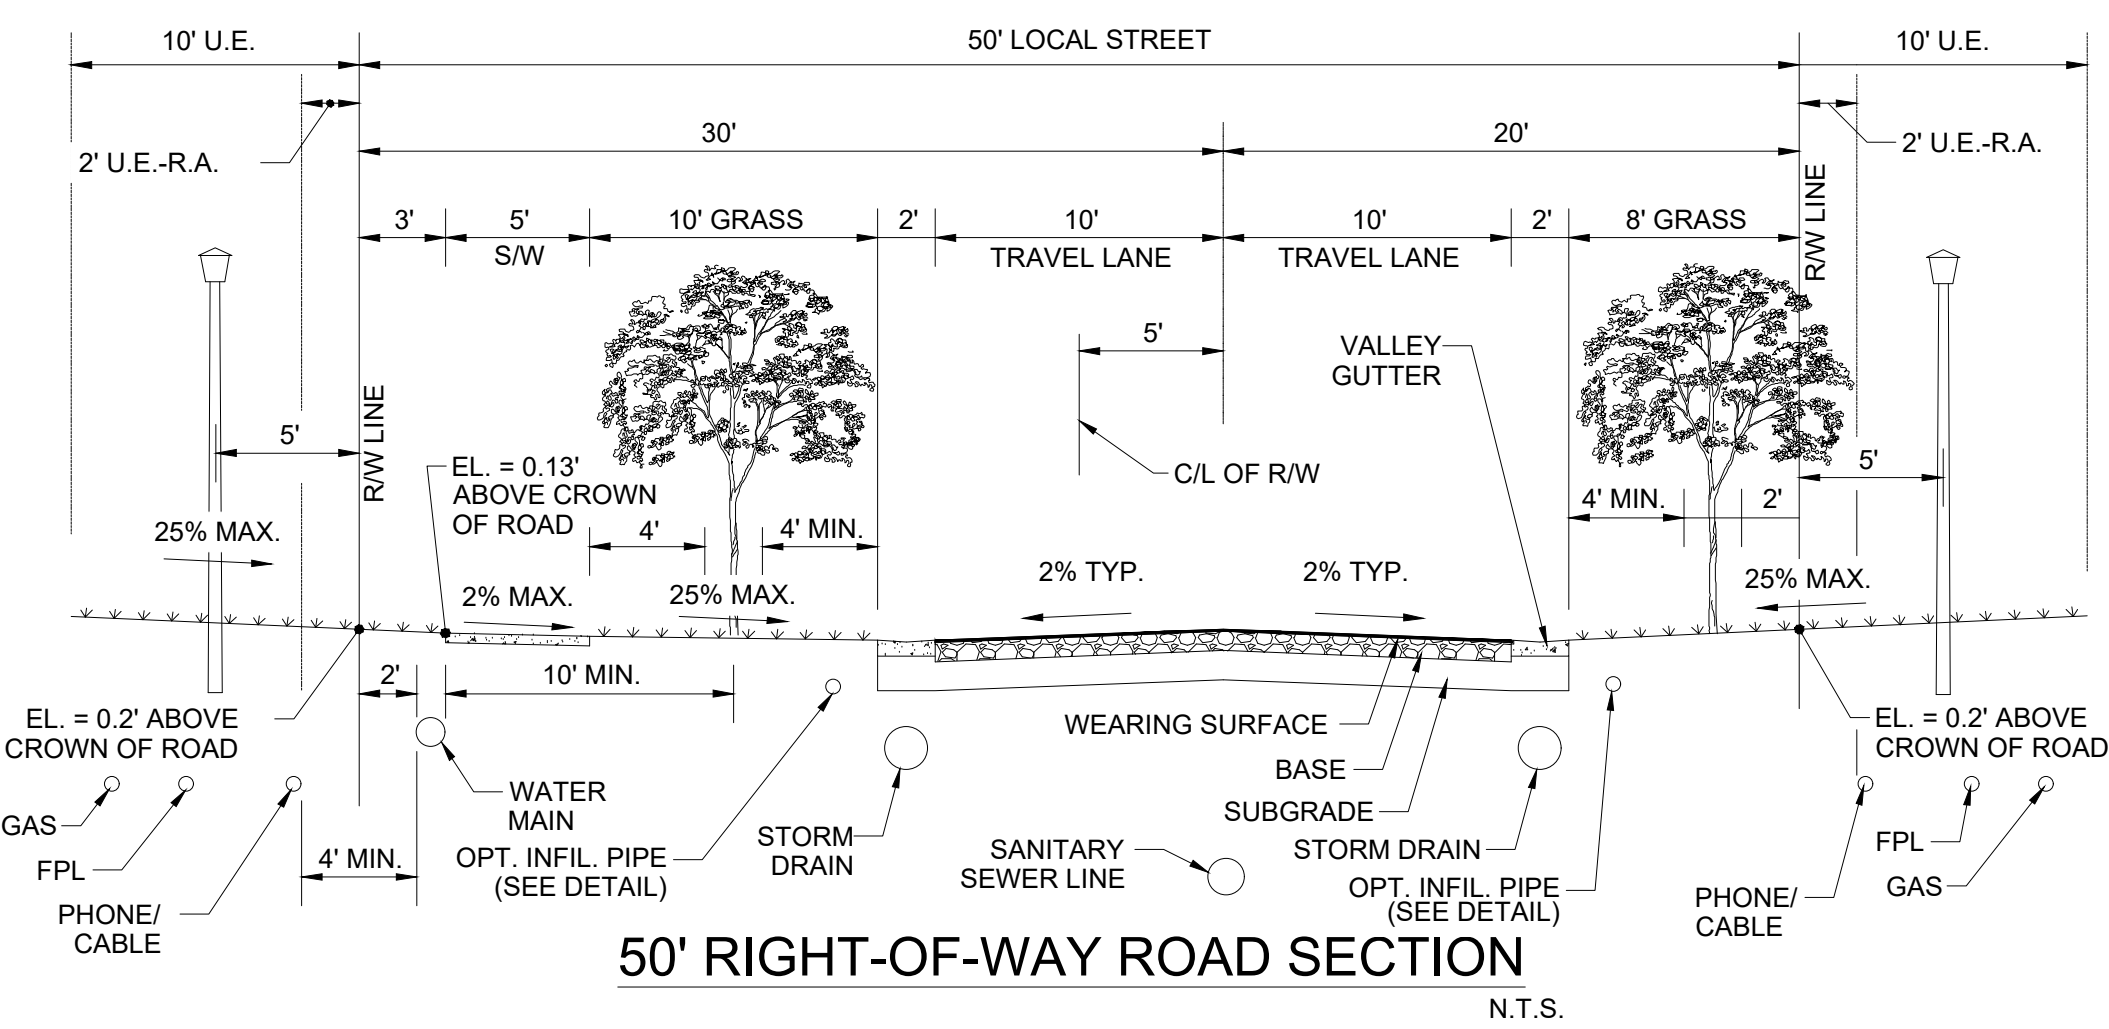 10' U.E.
50' LOCAL STREET
10' U.E.
30'
20'
2' U.E.-R.A.
2' U.E.-R.A.
3'
5'
S/W
10' GRASS
2'
10'
TRAVEL LANE
10'
TRAVEL LANE
2'
8' GRASS
R/W LINE
5'
VALLEY
GUTTER
R/W LINE
5'
EL. = 0.13'
ABOVE CROWN
OF ROAD
C/L OF R/W
5'
4' MIN.
2'
25% MAX.
4'
4' MIN.
2% TYP.
2% TYP.
25% MAX.
2% MAX.
25% MAX.
2'
10' MIN.
EL. = 0.2' ABOVE
CROWN OF ROAD
WEARING SURFACE
EL. = 0.2' ABOVE
CROWN OF ROAD
BASE
WATER
MAIN
SUBGRADE
GAS
FPL
PHONE/
CABLE
4' MIN.
OPT. INFIL. PIPE
(SEE DETAIL)
STORM
DRAIN
SANITARY
SEWER LINE
STORM DRAIN
OPT. INFIL. PIPE
(SEE DETAIL)
PHONE/
CABLE
FPL
GAS
50' RIGHT-OF-WAY ROAD SECTION
N.T.S.